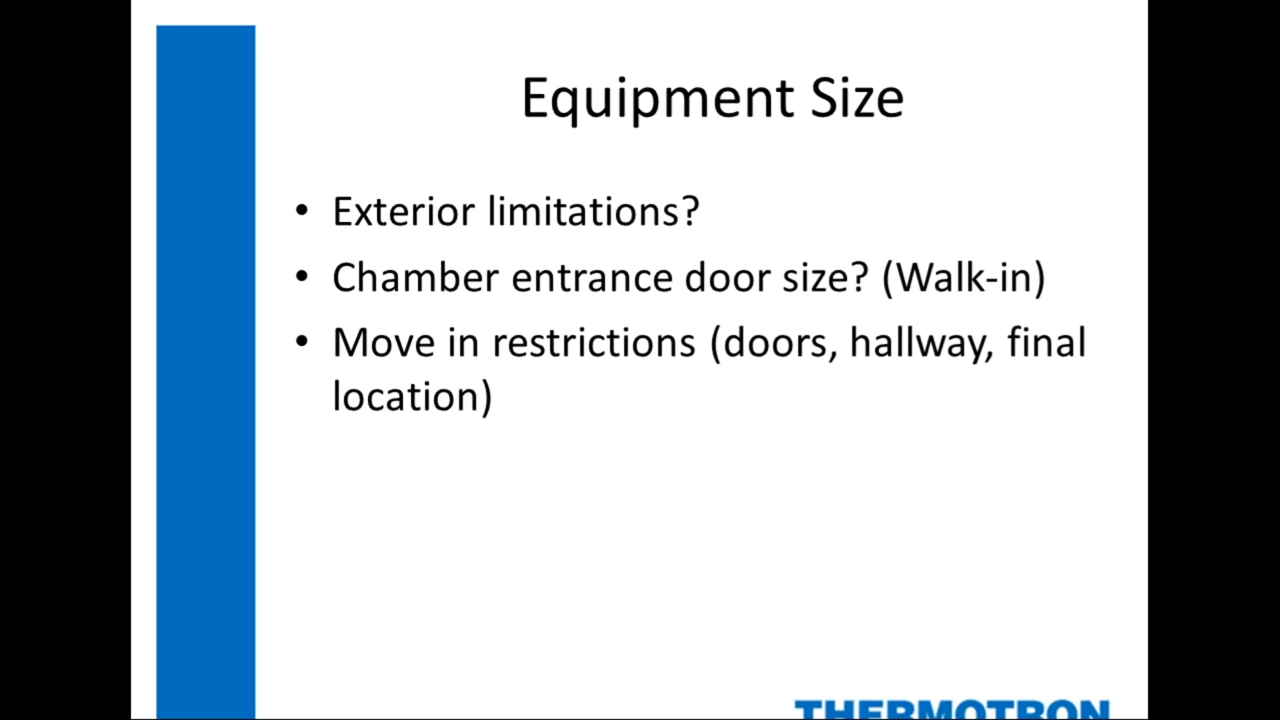 Equipment Size
• Exterior limitations?
• Chamber entrance door size? (Walk-in)
• Move in restrictions (doors, hallway, final
location)
THERMOTRON